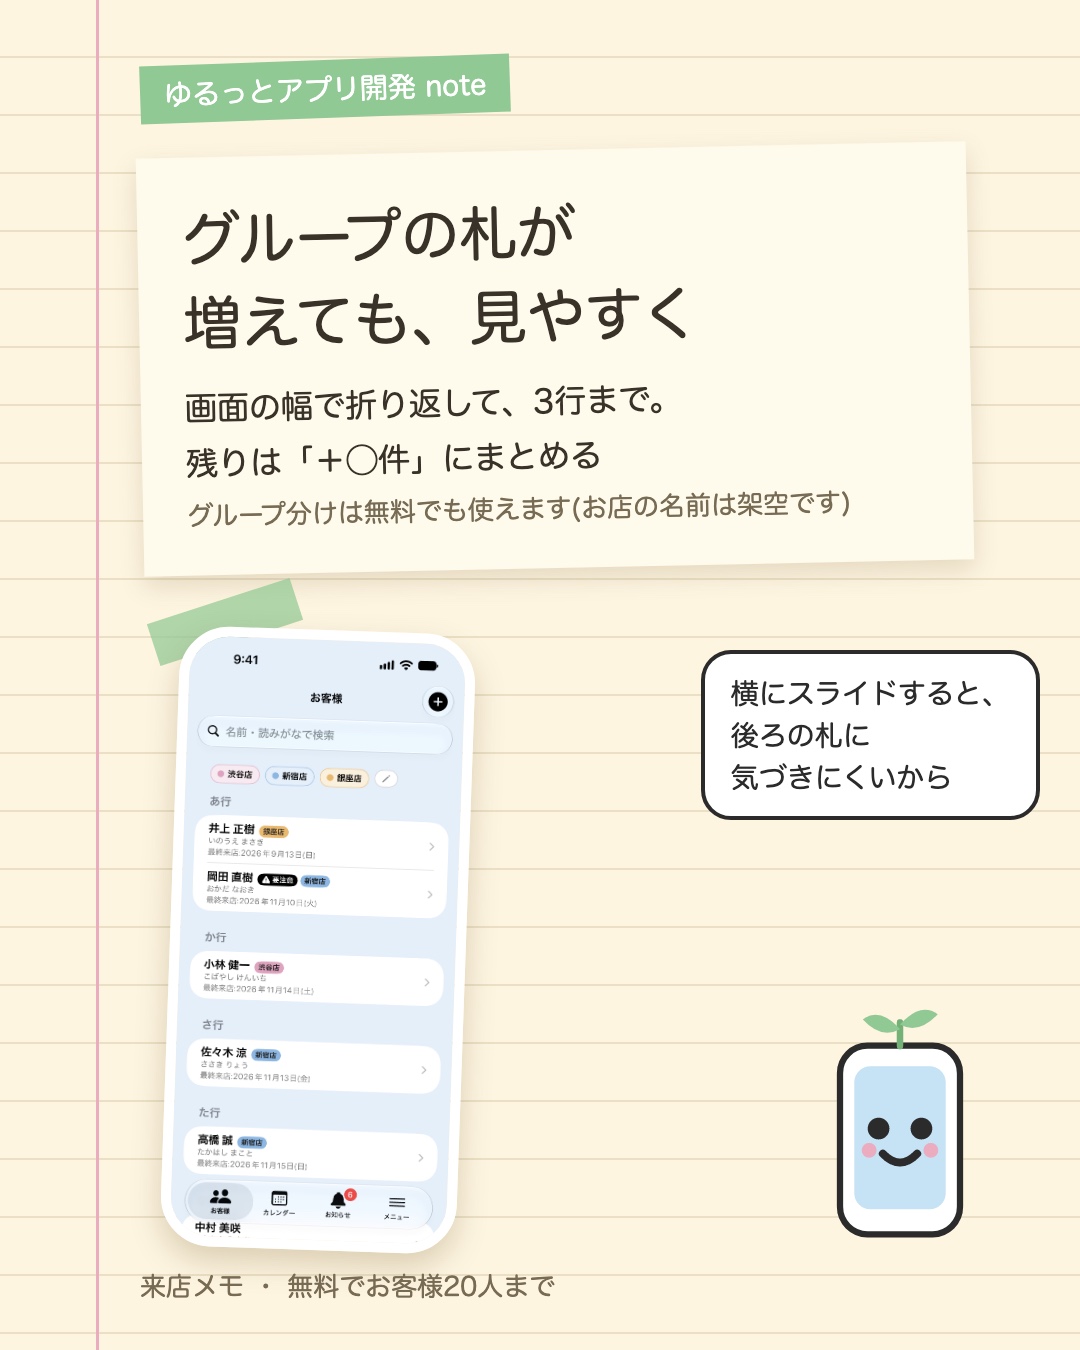 ゆるっとアプリ開発 note
グループの札が
増えても、見やすく
画面の幅で折り返して、3行まで。
残りは「＋◯件」にまとめる
グループ分けは無料でも使えます(お店の名前は架空です)
9:41
お客様
名前・読みがなで検索
渋谷店 新宿店 銀座店
あ行
井上 正樹 銀座店
いのうえ まさき
最終来店:2026年9月13日(日)
岡田 直樹 要注意 新宿店
おかだ なおき
最終来店:2026年11月10日(火)
か行
小林 健一 渋谷店
こばやし けんいち
最終来店:2026年11月14日(土)
さ行
佐々木 涼 新宿店
ささき りょう
最終来店:2026年11月13日(金)
た行
高橋 誠 新宿店
たかはし まこと
最終来店:2026年11月15日(日)
6
お客様 カレンダー お知らせ メニュー
中村 美咲
横にスライドすると、
後ろの札に
気づきにくいから
来店メモ ・ 無料でお客様20人まで